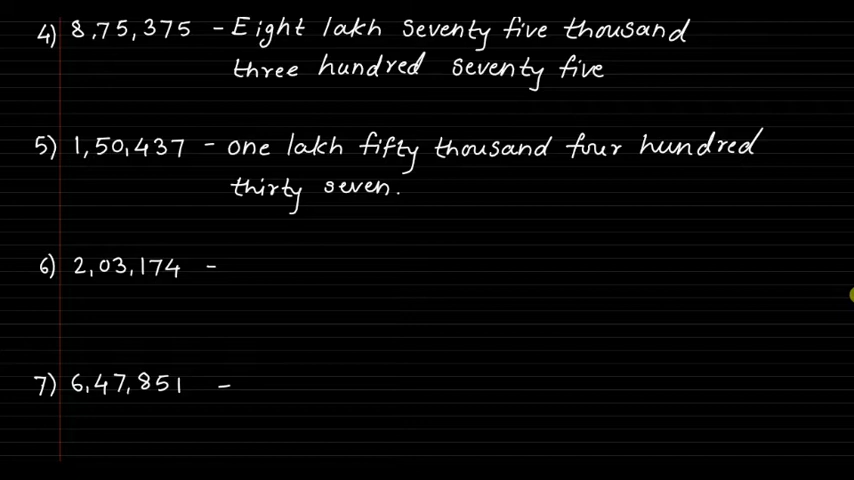 4) 8,75,375 - Eight lakh seventy five thousand
three hundred seventy five
5) 1,50,437 - one lakh fifty thousand four hundred
thirty seven.
6) 2,03,174 -
7) 6,47,851 -